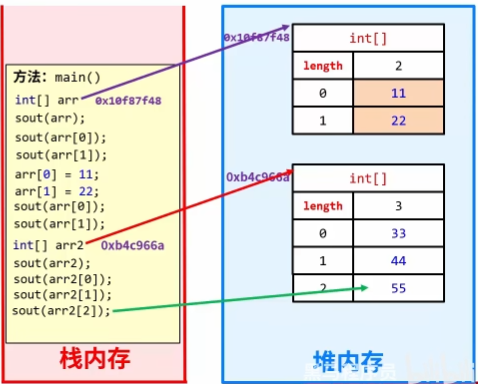 方法: main()
int[] arr 0x10f87f48
sout(arr);
sout(arr[0]);
sout(arr[1]);
arr[0] = 11;
arr[1] = 22;
sout(arr[0]);
sout(arr[1]);
int[] arr2 0xb4c966a
sout(arr2);
sout(arr2[0]);
sout(arr2[1]);
sout(arr2[2]);
栈内存
0x10f87f48
int[]
length 2
0 11
1 22
0xb4c966a
int[]
length 3
0 33
1 44
2 55
堆内存